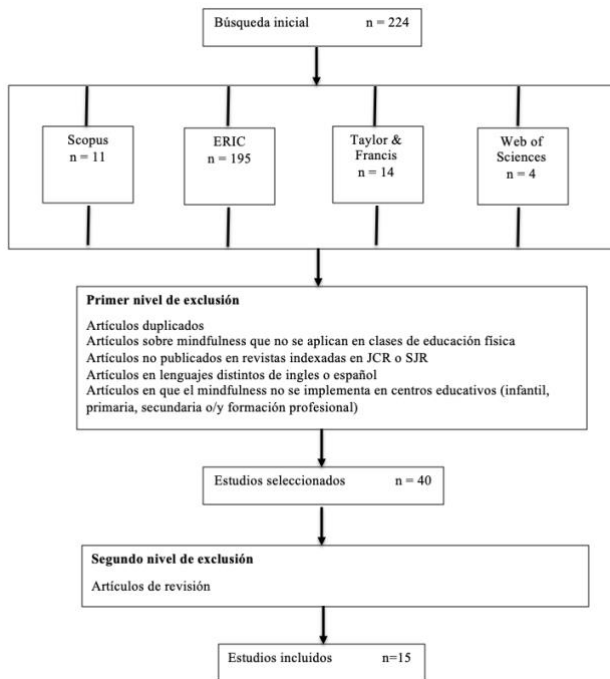 Búsqueda inicial n = 224
Scopus
n = 11
ERIC
n = 195
Taylor &
Francis
n = 14
Web of
Sciences
n = 4
Primer nivel de exclusión
Artículos duplicados
Artículos sobre mindfulness que no se aplican en clases de educación física
Artículos no publicados en revistas indexadas en JCR o SJR
Artículos en lenguajes distintos de ingles o español
Artículos en que el mindfulness no se implementa en centros educativos (infantil,
primaria, secundaria o/y formación profesional)
Estudios seleccionados n = 40
Segundo nivel de exclusión
Artículos de revisión
Estudios incluidos n=15